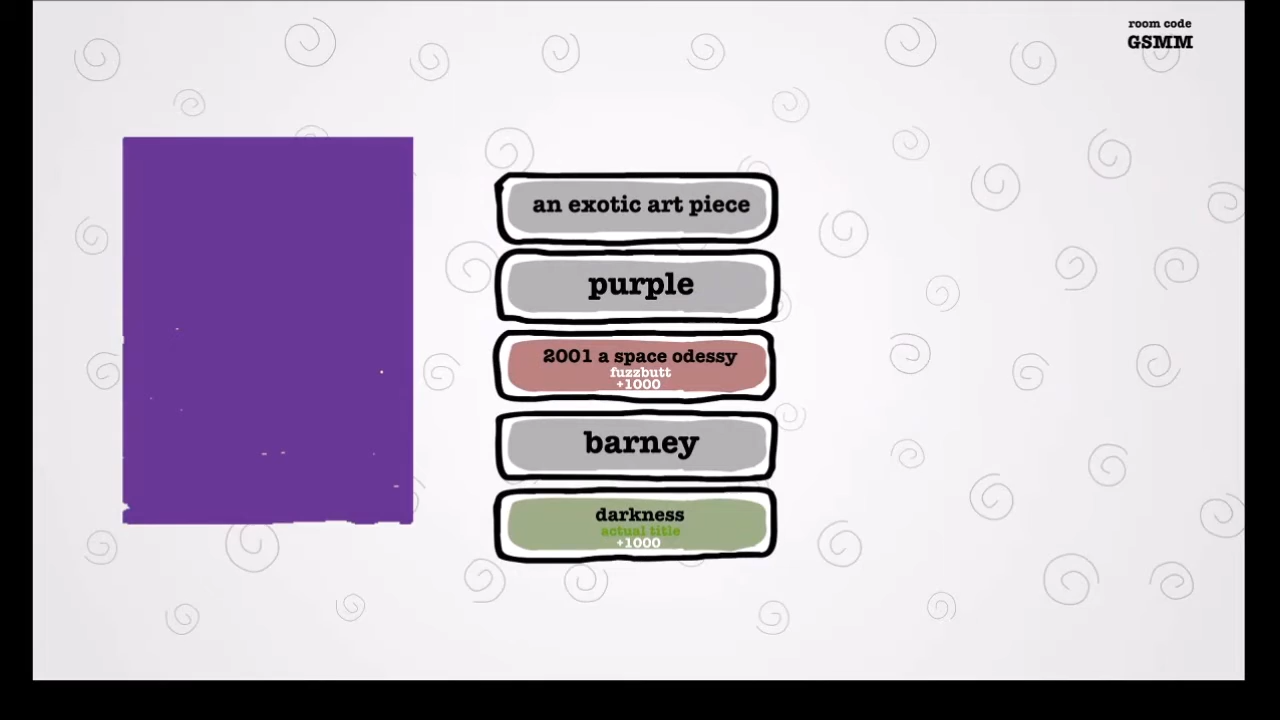 room code
GSMM
an exotic art piece
purple
2001 a space odessy
fuzzbutt
+1000
barney
darkness
actual title
+1000